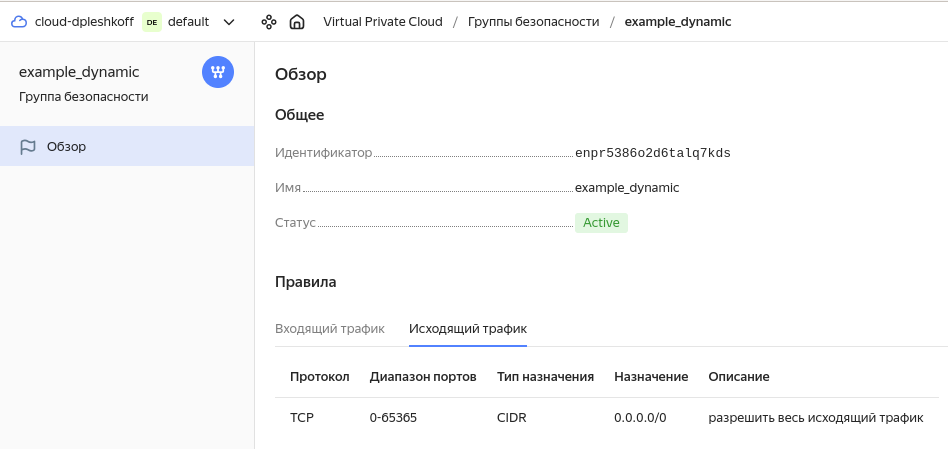 cloud-dpleshkoff DE default Virtual Private Cloud / Группы безопасности / example_dynamic
example_dynamic
Группа безопасности
Обзор
Обзор
Общее
Идентификатор enpr5386o2d6talq7kds
Имя example_dynamic
Статус Active
Правила
Входящий трафик Исходящий трафик
Протокол Диапазон портов Тип назначения Назначение Описание
TCP 0-65365 CIDR 0.0.0.0/0 разрешить весь исходящий трафик